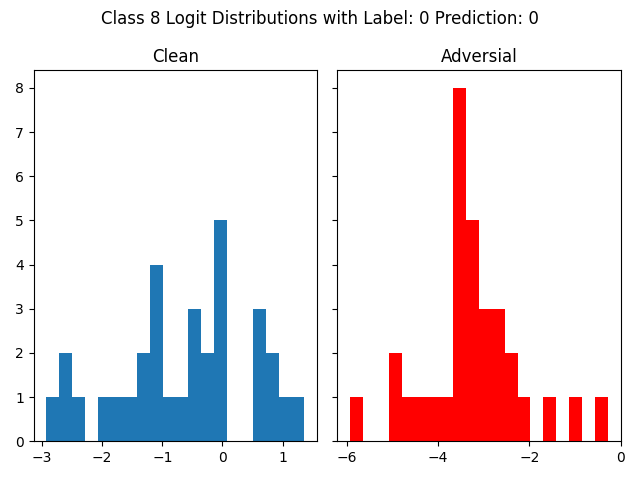 Class 8 Logit Distributions with Label: 0 Prediction: 0
Clean
Adversial
8
7
6
5
4
3
2
1
0
−3 −2 −1 0 1
−6 −4 −2 0